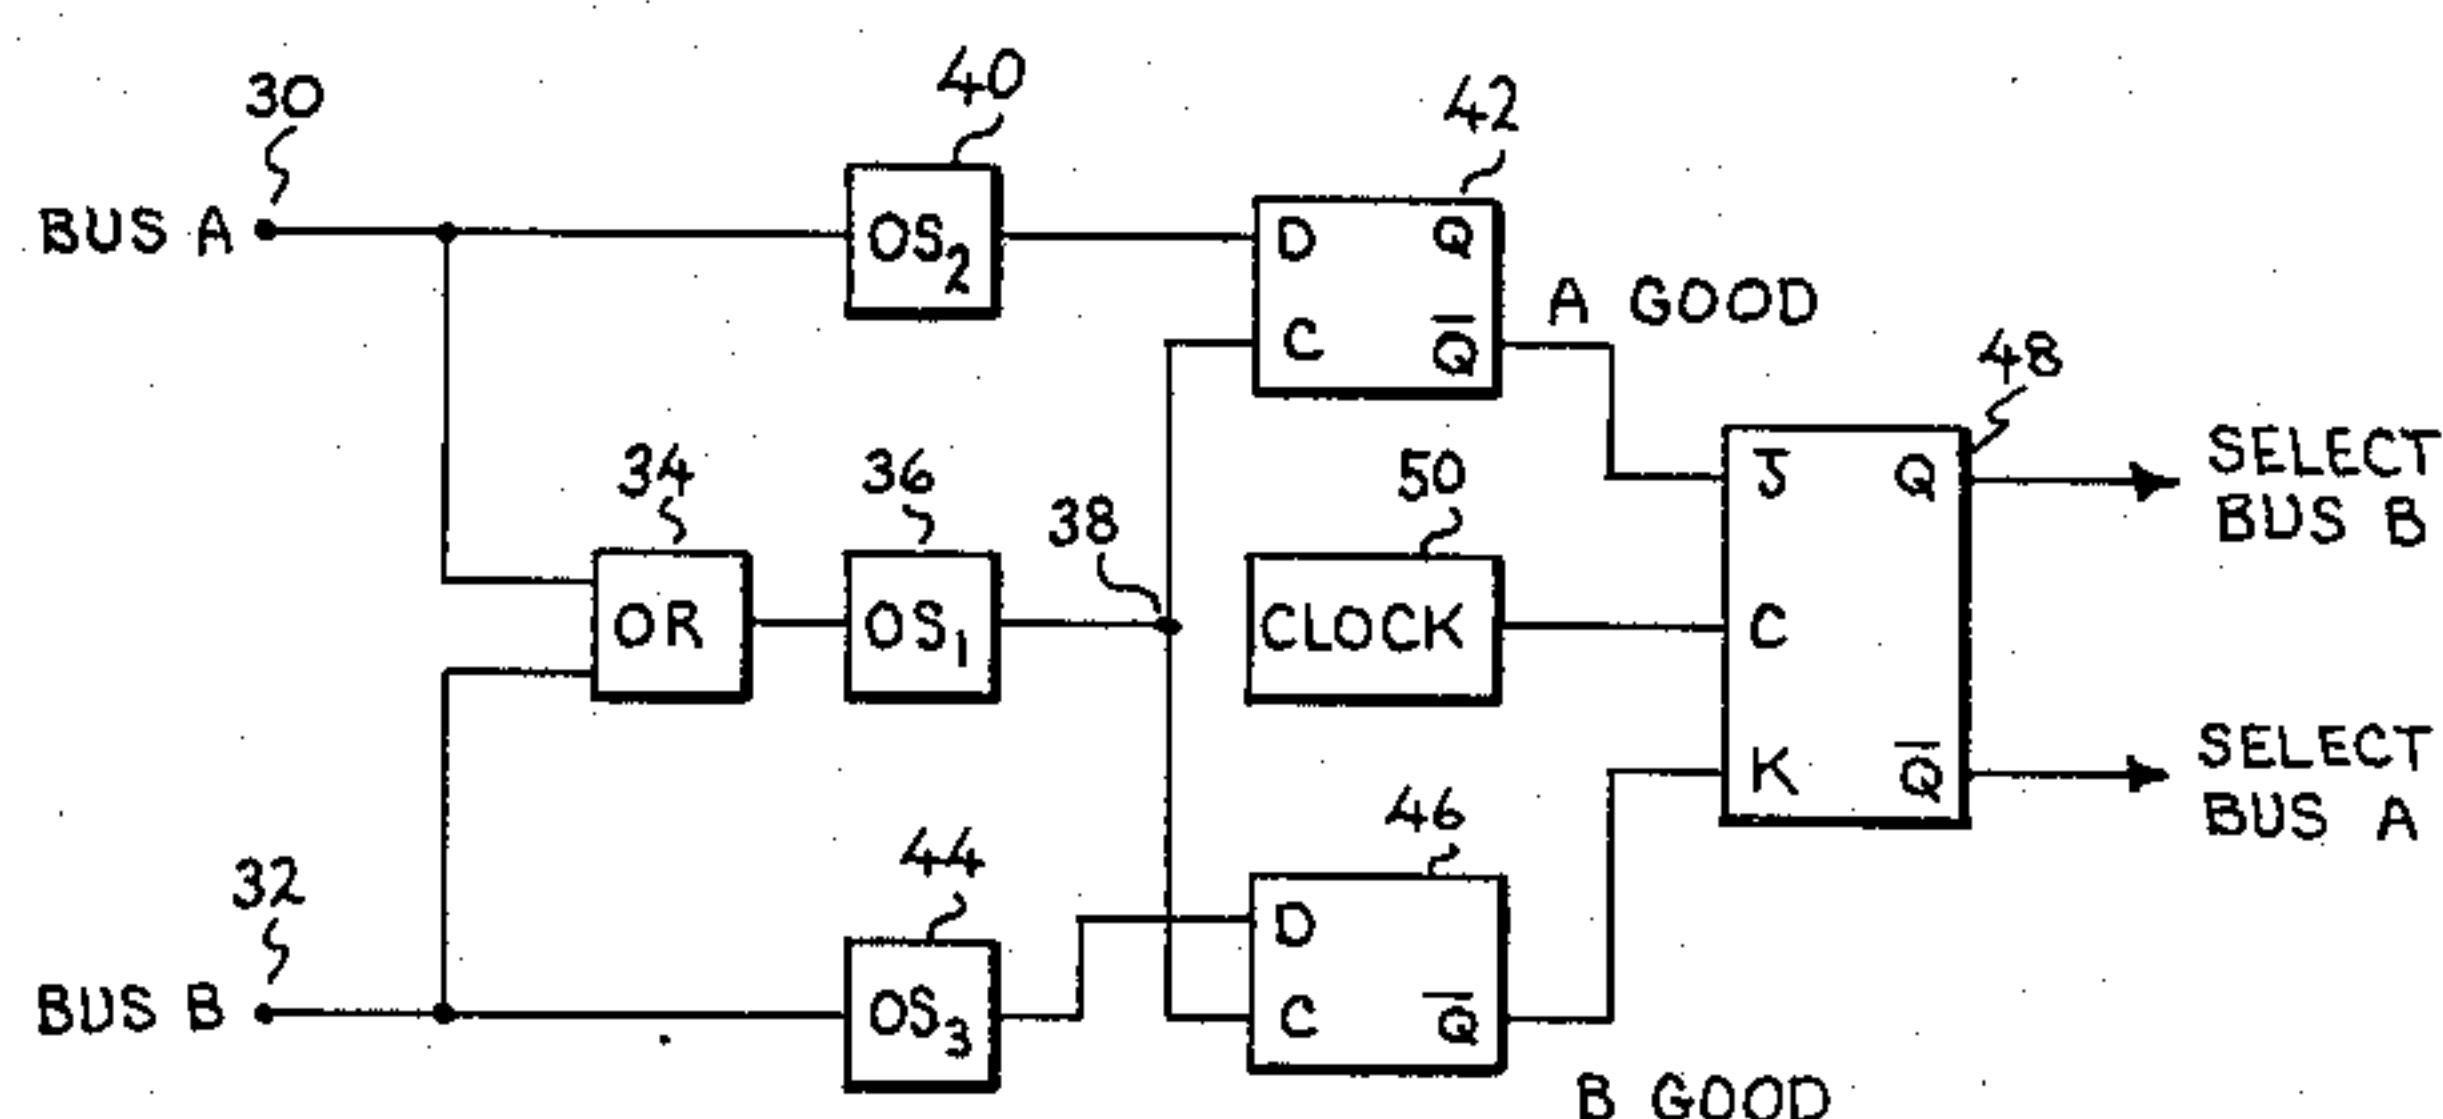 30
40
42
BUS A
OS₂
D Q
A GOOD
C Q̅
48
34
36
38
50
J̅ Q
SELECT
BUS B
OR
OS₁
CLOCK
C
K Q̅
SELECT
BUS A
32
44
46
BUS B
OS₃
D
C Q̅
B GOOD